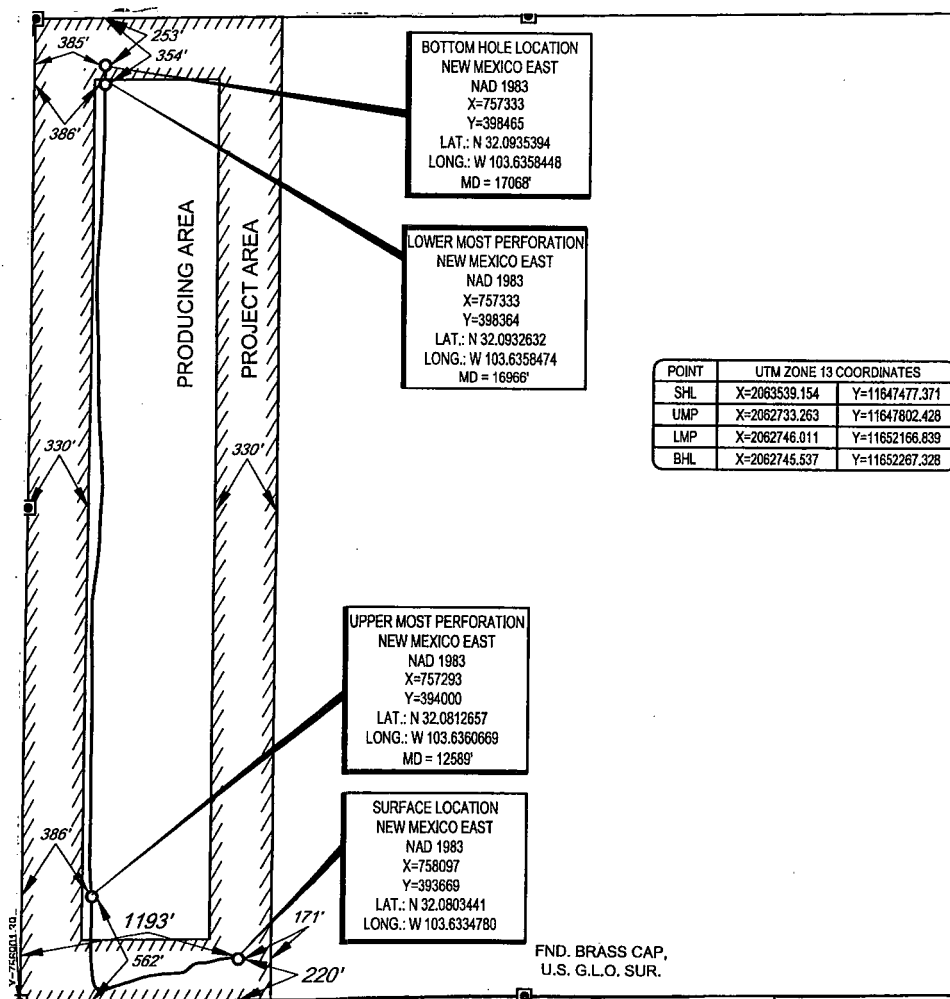 385'
253'
354'
386'
BOTTOM HOLE LOCATION
NEW MEXICO EAST
NAD 1983
X=757333
Y=398465
LAT.: N 32.0935394
LONG.: W 103.6358448
MD = 17068'
PRODUCING AREA
PROJECT AREA
LOWER MOST PERFORATION
NEW MEXICO EAST
NAD 1983
X=757333
Y=398364
LAT.: N 32.0932632
LONG.: W 103.6358474
MD = 16966'
POINT UTM ZONE 13 COORDINATES
SHL X=2063539.154 Y=11647477.371
UMP X=2062733.263 Y=11647802.428
LMP X=2062746.011 Y=11652166.839
BHL X=2062745.537 Y=11652267.328
330'
330'
UPPER MOST PERFORATION
NEW MEXICO EAST
NAD 1983
X=757293
Y=394000
LAT.: N 32.0812657
LONG.: W 103.6360669
MD = 12589'
SURFACE LOCATION
NEW MEXICO EAST
NAD 1983
X=758097
Y=393669
LAT.: N 32.0803441
LONG.: W 103.6334780
386'
1193'
171'
562'
220'
FND. BRASS CAP,
U.S. G.L.O. SUR.